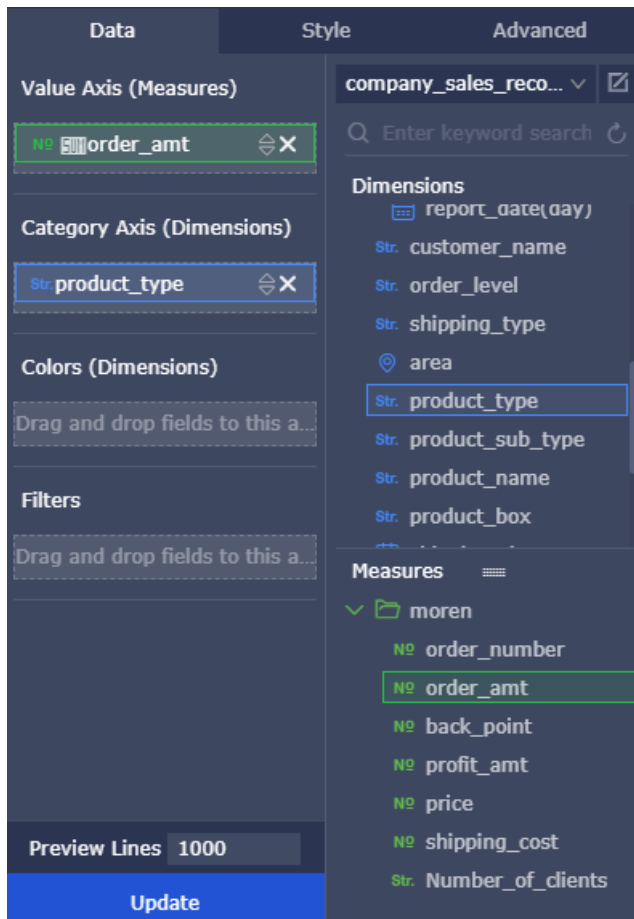 Data
Style
Advanced
Value Axis (Measures)
Nº SUM order_amt
Category Axis (Dimensions)
Str. product_type
Colors (Dimensions)
Drag and drop fields to this a...
Filters
Drag and drop fields to this a...
Preview Lines 1000
Update
company_sales_reco...
Enter keyword search
Dimensions
report_date(day)
Str. customer_name
Str. order_level
Str. shipping_type
area
Str. product_type
Str. product_sub_type
Str. product_name
Str. product_box
Measures
moren
Nº order_number
Nº order_amt
Nº back_point
Nº profit_amt
Nº price
Nº shipping_cost
Str. Number_of_clients